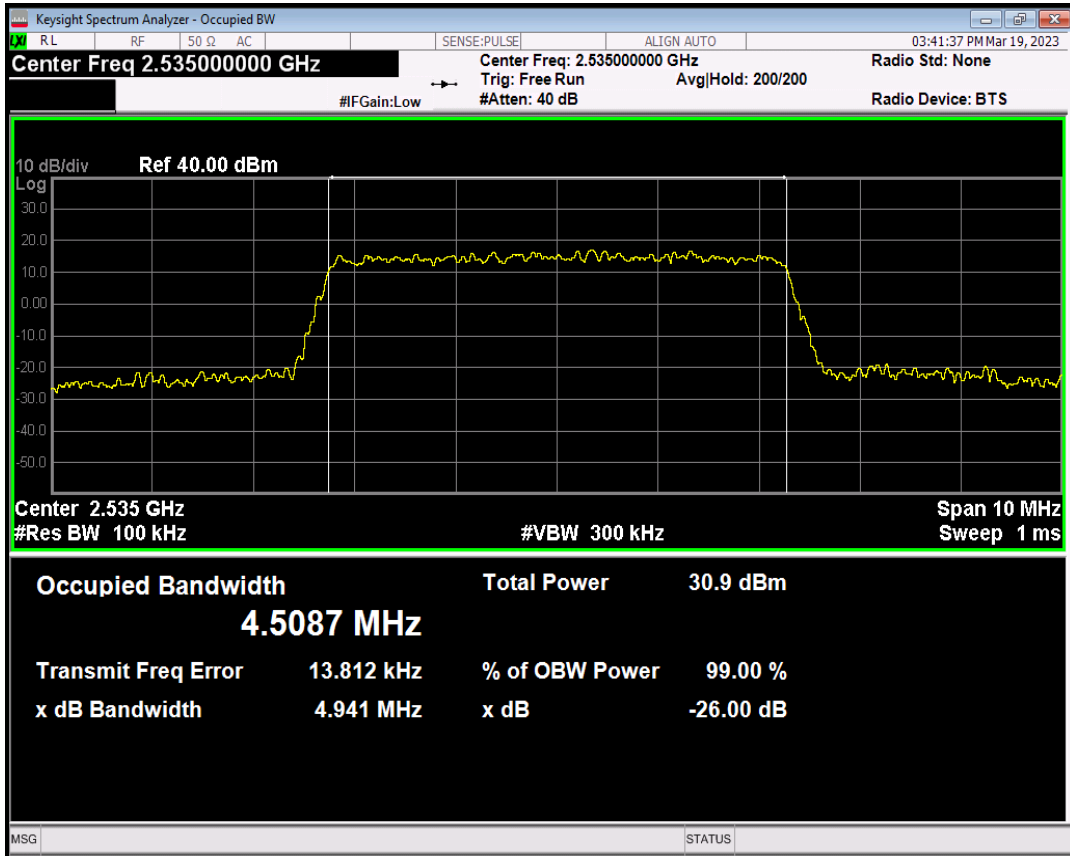 Keysight Spectrum Analyzer - Occupied BW
LXI RL RF 50 Ω AC SENSE:PULSE ALIGN AUTO 03:41:37 PM Mar 19, 2023
Center Freq 2.535000000 GHz Center Freq: 2.535000000 GHz Radio Std: None
Trig: Free Run Avg|Hold: 200/200
#IFGain:Low #Atten: 40 dB Radio Device: BTS
10 dB/div Ref 40.00 dBm
Log
30.0
20.0
10.0
0.00
-10.0
-20.0
-30.0
-40.0
-50.0
Center 2.535 GHz Span 10 MHz
#Res BW 100 kHz #VBW 300 kHz Sweep 1 ms
Occupied Bandwidth Total Power 30.9 dBm
4.5087 MHz
Transmit Freq Error 13.812 kHz % of OBW Power 99.00 %
x dB Bandwidth 4.941 MHz x dB -26.00 dB
MSG STATUS